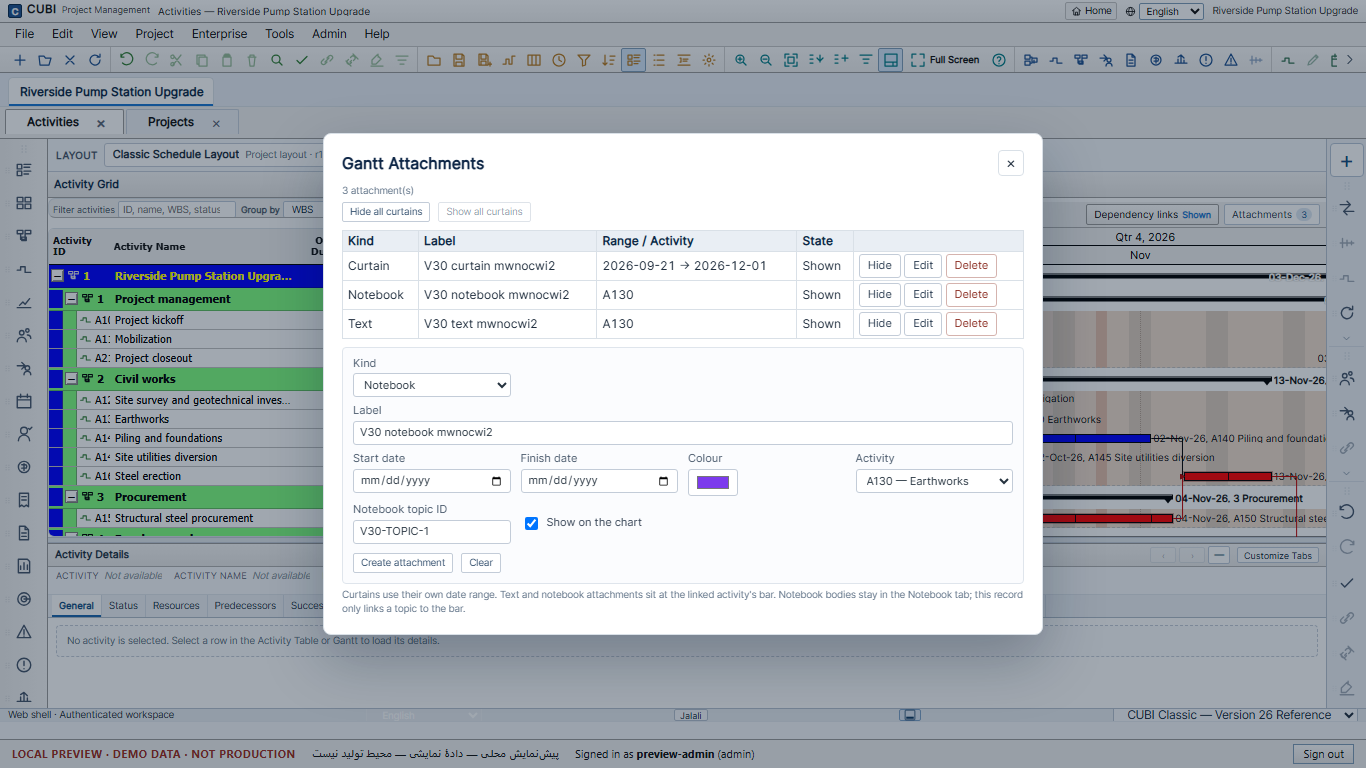 CUBI Project Management Activities — Riverside Pump Station Upgrade Home English Riverside Pump Station Upgrade
File Edit View Project Enterprise Tools Admin Help
Full Screen
Riverside Pump Station Upgrade
Activities × Projects ×
LAYOUT Classic Schedule Layout Project layout · r1
Activity Grid
Filter activities ID, name, WBS, status Group by WBS
Dependency links Shown Attachments 3
Activity ID Activity Name
Qtr 4, 2026
Nov
1 Riverside Pump Station Upgra...
03-Dec-26
1 Project management
A10 Project kickoff
A11 Mobilization
A21 Project closeout
2 Civil works
13-Nov-26,
A12 Site survey and geotechnical inves...
igation
A13 Earthworks
Earthworks
A14 Piling and foundations
02-Nov-26, A140 Piling and foundati
A14 Site utilities diversion
-Oct-26, A145 Site utilities diversion
A16 Steel erection
13-Nov-26
3 Procurement
04-Nov-26, 3 Procurement
A15 Structural steel procurement
04-Nov-26, A150 Structural stee
Gantt Attachments ×
3 attachment(s)
Hide all curtains Show all curtains
Kind Label Range / Activity State
Curtain V30 curtain mwnocwi2 2026-09-21 → 2026-12-01 Shown Hide Edit Delete
Notebook V30 notebook mwnocwi2 A130 Shown Hide Edit Delete
Text V30 text mwnocwi2 A130 Shown Hide Edit Delete
Kind
Notebook
Label
V30 notebook mwnocwi2
Start date Finish date Colour Activity
mm/dd/yyyy mm/dd/yyyy A130 — Earthworks
Notebook topic ID
V30-TOPIC-1 Show on the chart
Create attachment Clear
Curtains use their own date range. Text and notebook attachments sit at the linked activity's bar. Notebook bodies stay in the Notebook tab; this record
only links a topic to the bar.
Activity Details
Customize Tabs
ACTIVITY Not available ACTIVITY NAME Not available
General Status Resources Predecessors Succes
No activity is selected. Select a row in the Activity Table or Gantt to load its details.
Web shell · Authenticated workspace English Jalali CUBI Classic — Version 26 Reference
LOCAL PREVIEW · DEMO DATA · NOT PRODUCTION پیش‌نمایش محلی — دادهٔ نمایشی — محیط تولید نیست Signed in as preview-admin (admin) Sign out